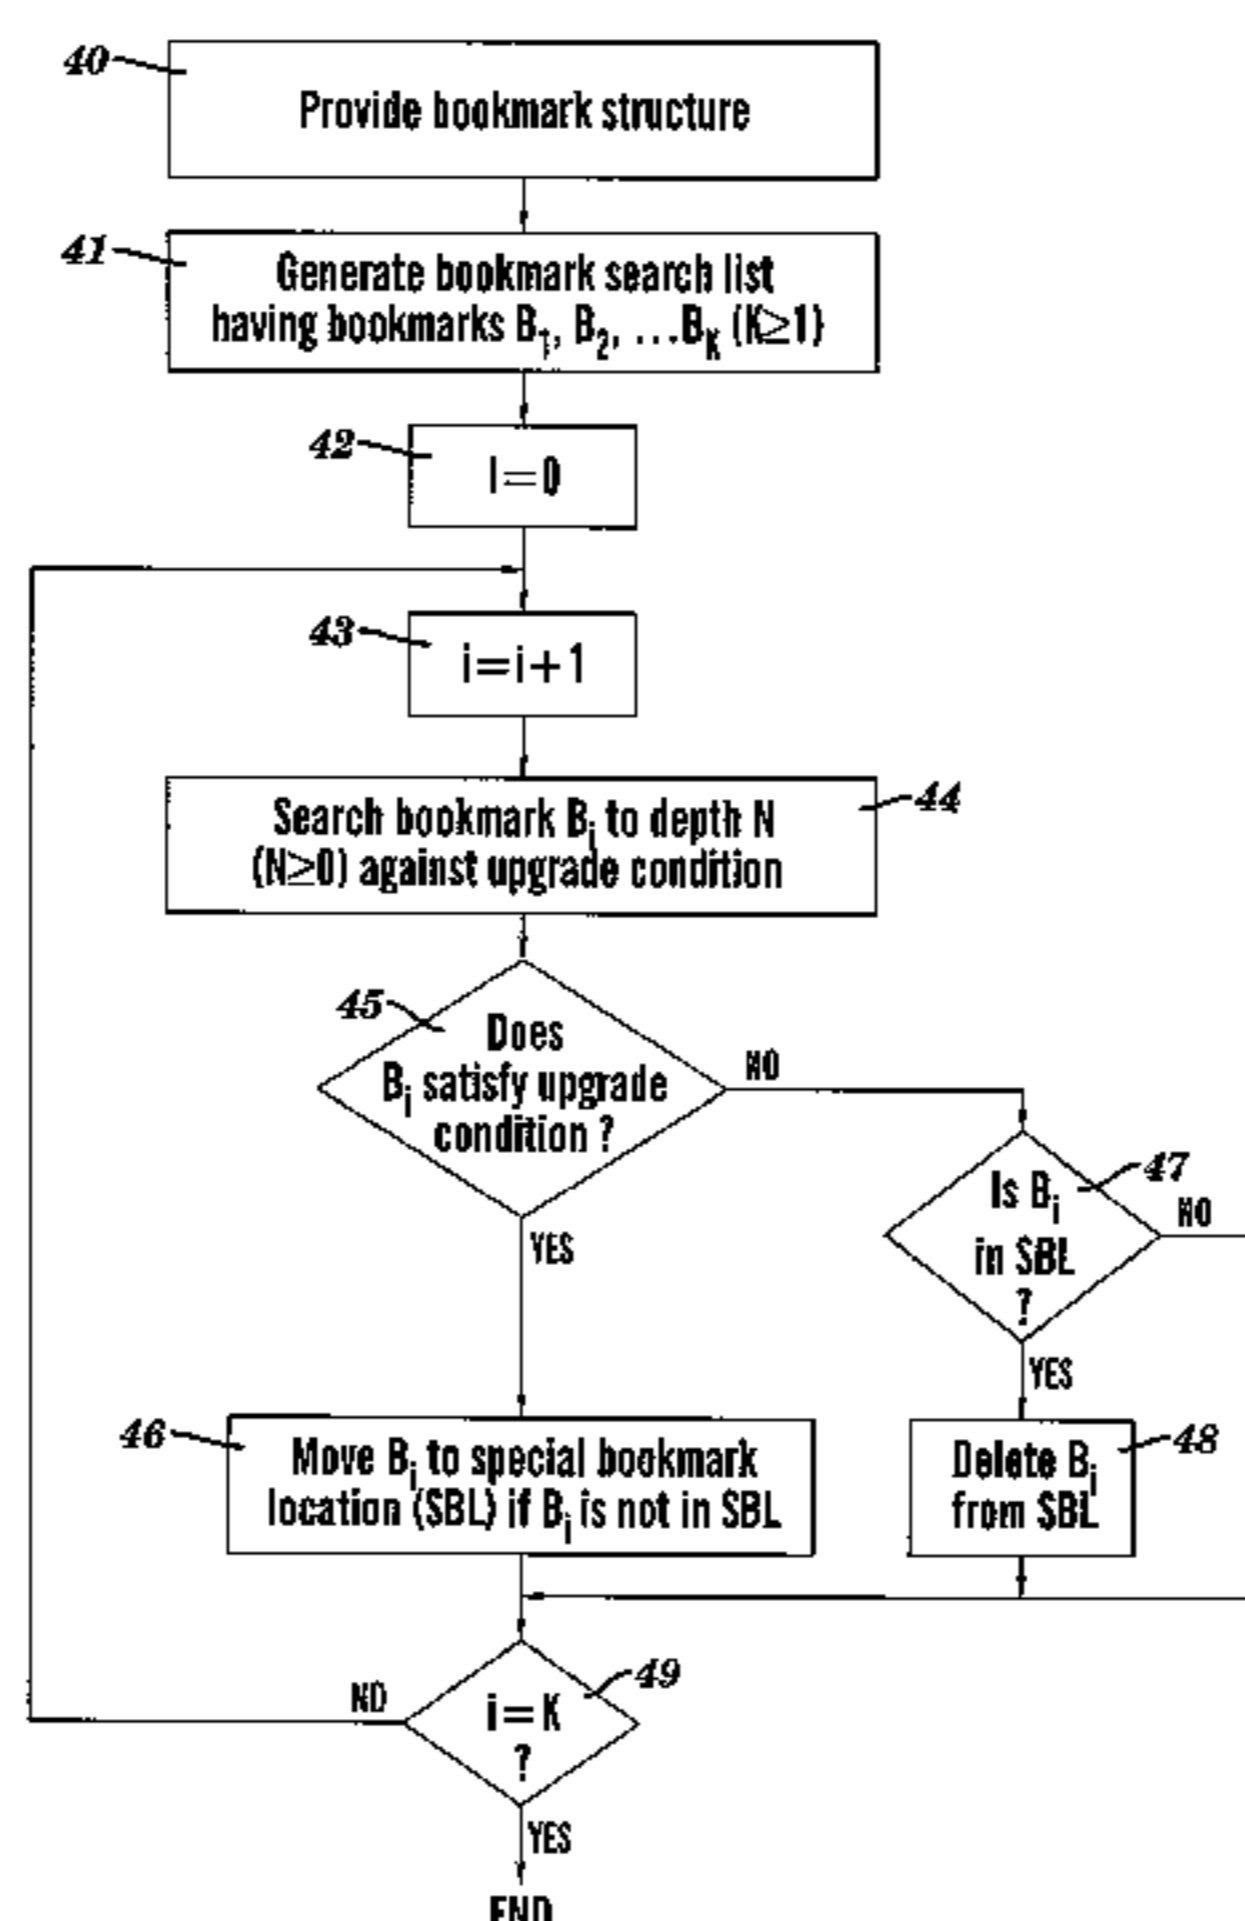 40
Provide bookmark structure
41
Generate bookmark search list
having bookmarks B1, B2, ...BK (K≥1)
42
I=0
43
i=i+1
44
Search bookmark Bi to depth N
(N≥0) against upgrade condition
45
Does
Bi satisfy upgrade
condition ?
NO
YES
47
Is Bi
in SBL
?
NO
YES
46
Move Bi to special bookmark
location (SBL) if Bi is not in SBL
48
Delete Bi
from SBL
49
i=K
?
NO
YES
END